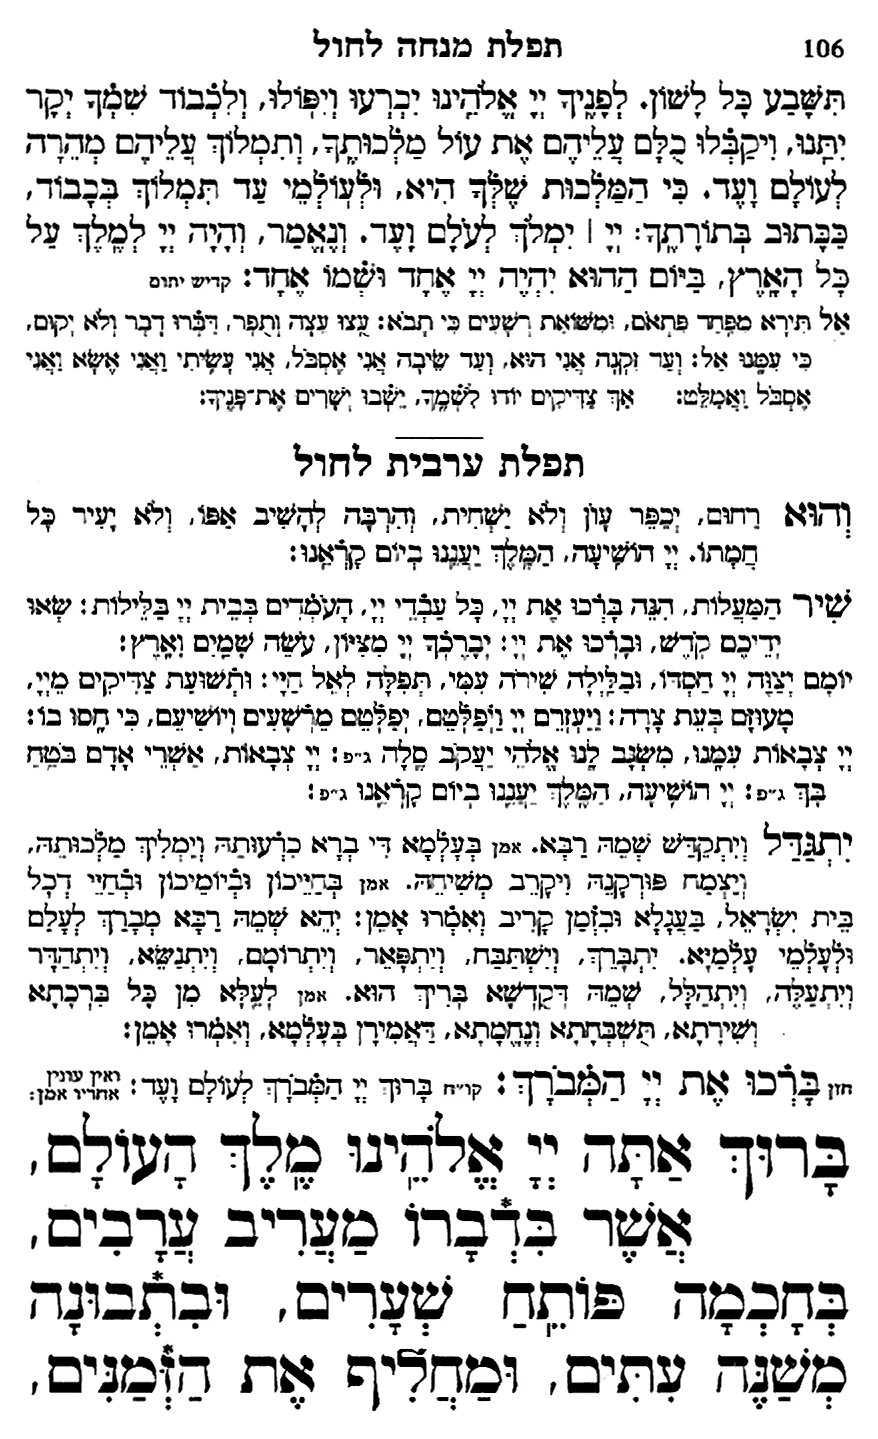 106 תפלת מנחה לחול
תִּשָּׁבַע כָּל לָשׁוֹן. לְפָנֶיךָ יְיָ אֱלֹהֵינוּ יִכְרְעוּ וְיִפּוֹלוּ, וְלִכְבוֹד שִׁמְךָ יְקָר
יִתֵּנוּ, וִיקַבְּלוּ כֻלָּם עֲלֵיהֶם אֶת עוֹל מַלְכוּתֶךָ, וְתִמְלוֹךְ עֲלֵיהֶם מְהֵרָה
לְעוֹלָם וָעֶד. כִּי הַמַּלְכוּת שֶׁלְּךָ הִיא, וּלְעוֹלְמֵי עַד תִּמְלוֹךְ בְּכָבוֹד,
כַּכָּתוּב בְּתוֹרָתֶךָ: יְיָ | יִמְלֹךְ לְעֹלָם וָעֶד. וְנֶאֱמַר, וְהָיָה יְיָ לְמֶלֶךְ עַל
כָּל הָאָרֶץ, בַּיּוֹם הַהוּא יִהְיֶה יְיָ אֶחָד וּשְׁמוֹ אֶחָד: קדיש יתום
אַל תִּירָא מִפַּחַד פִּתְאֹם, וּמִשּׁוֹאַת רְשָׁעִים כִּי תָבֹא: עֻצוּ עֵצָה וְתֻפָר, דַּבְּרוּ דָבָר וְלֹא יָקוּם,
כִּי עִמָּנוּ אֵל: וְעַד זִקְנָה אֲנִי הוּא, וְעַד שֵׂיבָה אֲנִי אֶסְבֹּל, אֲנִי עָשִׂיתִי וַאֲנִי אֶשָּׂא וַאֲנִי
אֶסְבֹּל וַאֲמַלֵּט: אַךְ צַדִּיקִים יוֹדוּ לִשְׁמֶךָ, יֵשְׁבוּ יְשָׁרִים אֶת־פָּנֶיךָ:
תפלת ערבית לחול
וְהוּא רַחוּם, יְכַפֵּר עָוֹן וְלֹא יַשְׁחִית, וְהִרְבָּה לְהָשִׁיב אַפּוֹ, וְלֹא יָעִיר כָּל
חֲמָתוֹ. יְיָ הוֹשִׁיעָה, הַמֶּלֶךְ יַעֲנֵנוּ בְיוֹם קָרְאֵנוּ:
שִׁיר הַמַּעֲלוֹת, הִנֵּה בָּרְכוּ אֶת יְיָ, כָּל עַבְדֵי יְיָ, הָעֹמְדִים בְּבֵית יְיָ בַּלֵּילוֹת: שְׂאוּ
יְדֵיכֶם קֹדֶשׁ, וּבָרְכוּ אֶת יְיָ: יְבָרֶכְךָ יְיָ מִצִּיּוֹן, עֹשֵׂה שָׁמַיִם וָאָרֶץ:
יוֹמָם יְצַוֶּה יְיָ חַסְדּוֹ, וּבַלַּיְלָה שִׁירֹה עִמִּי, תְּפִלָּה לְאֵל חַיָּי: וּתְשׁוּעַת צַדִּיקִים מֵיְיָ,
מָעוּזָּם בְּעֵת צָרָה: וַיַּעְזְרֵם יְיָ וַיְפַלְּטֵם, יְפַלְּטֵם מֵרְשָׁעִים וְיוֹשִׁיעֵם, כִּי חָסוּ בוֹ:
יְיָ צְבָאוֹת עִמָּנוּ, מִשְׂגָּב לָנוּ אֱלֹהֵי יַעֲקֹב סֶלָה ג״פ: יְיָ צְבָאוֹת, אַשְׁרֵי אָדָם בֹּטֵחַ
בָּךְ ג״פ: יְיָ הוֹשִׁיעָה, הַמֶּלֶךְ יַעֲנֵנוּ בְיוֹם קָרְאֵנוּ ג״פ:
יִתְגַּדַּל וְיִתְקַדַּשׁ שְׁמֵהּ רַבָּא. אמן בְּעָלְמָא דִּי בְרָא כִרְעוּתֵהּ וְיַמְלִיךְ מַלְכוּתֵהּ,
וְיַצְמַח פּוּרְקָנֵהּ וִיקָרֵב מְשִׁיחֵהּ. אמן בְּחַיֵּיכוֹן וּבְיוֹמֵיכוֹן וּבְחַיֵּי דְכָל
בֵּית יִשְׂרָאֵל, בַּעֲגָלָא וּבִזְמַן קָרִיב וְאִמְרוּ אָמֵן: יְהֵא שְׁמֵהּ רַבָּא מְבָרַךְ לְעָלַם
וּלְעָלְמֵי עָלְמַיָּא. יִתְבָּרֵךְ, וְיִשְׁתַּבַּח, וְיִתְפָּאֵר, וְיִתְרוֹמָם, וְיִתְנַשֵּׂא, וְיִתְהַדָּר
וְיִתְעַלֶּה, וְיִתְהַלָּל, שְׁמֵהּ דְּקֻדְשָׁא בְּרִיךְ הוּא. אמן לְעֵלָּא מִן כָּל בִּרְכָתָא
וְשִׁירָתָא, תֻּשְׁבְּחָתָא וְנֶחֱמָתָא, דַּאֲמִירָן בְּעָלְמָא, וְאִמְרוּ אָמֵן:
חזן בָּרְכוּ אֶת יְיָ הַמְּבֹרָךְ: קו״ח בָּרוּךְ יְיָ הַמְּבֹרָךְ לְעוֹלָם וָעֶד: ואין עונין אחריו אמן:
בָּרוּךְ אַתָּה יְיָ אֱלֹהֵינוּ מֶלֶךְ הָעוֹלָם,
אֲשֶׁר בִּדְ*בָרוֹ מַעֲרִיב עֲרָבִים,
בְּחָכְמָה פּוֹתֵחַ שְׁעָרִים, וּבִתְ*בוּנָה
מְשַׁנֶּה עִתִּים, וּמַחֲלִיף אֶת הַזְּ*מַנִּים,